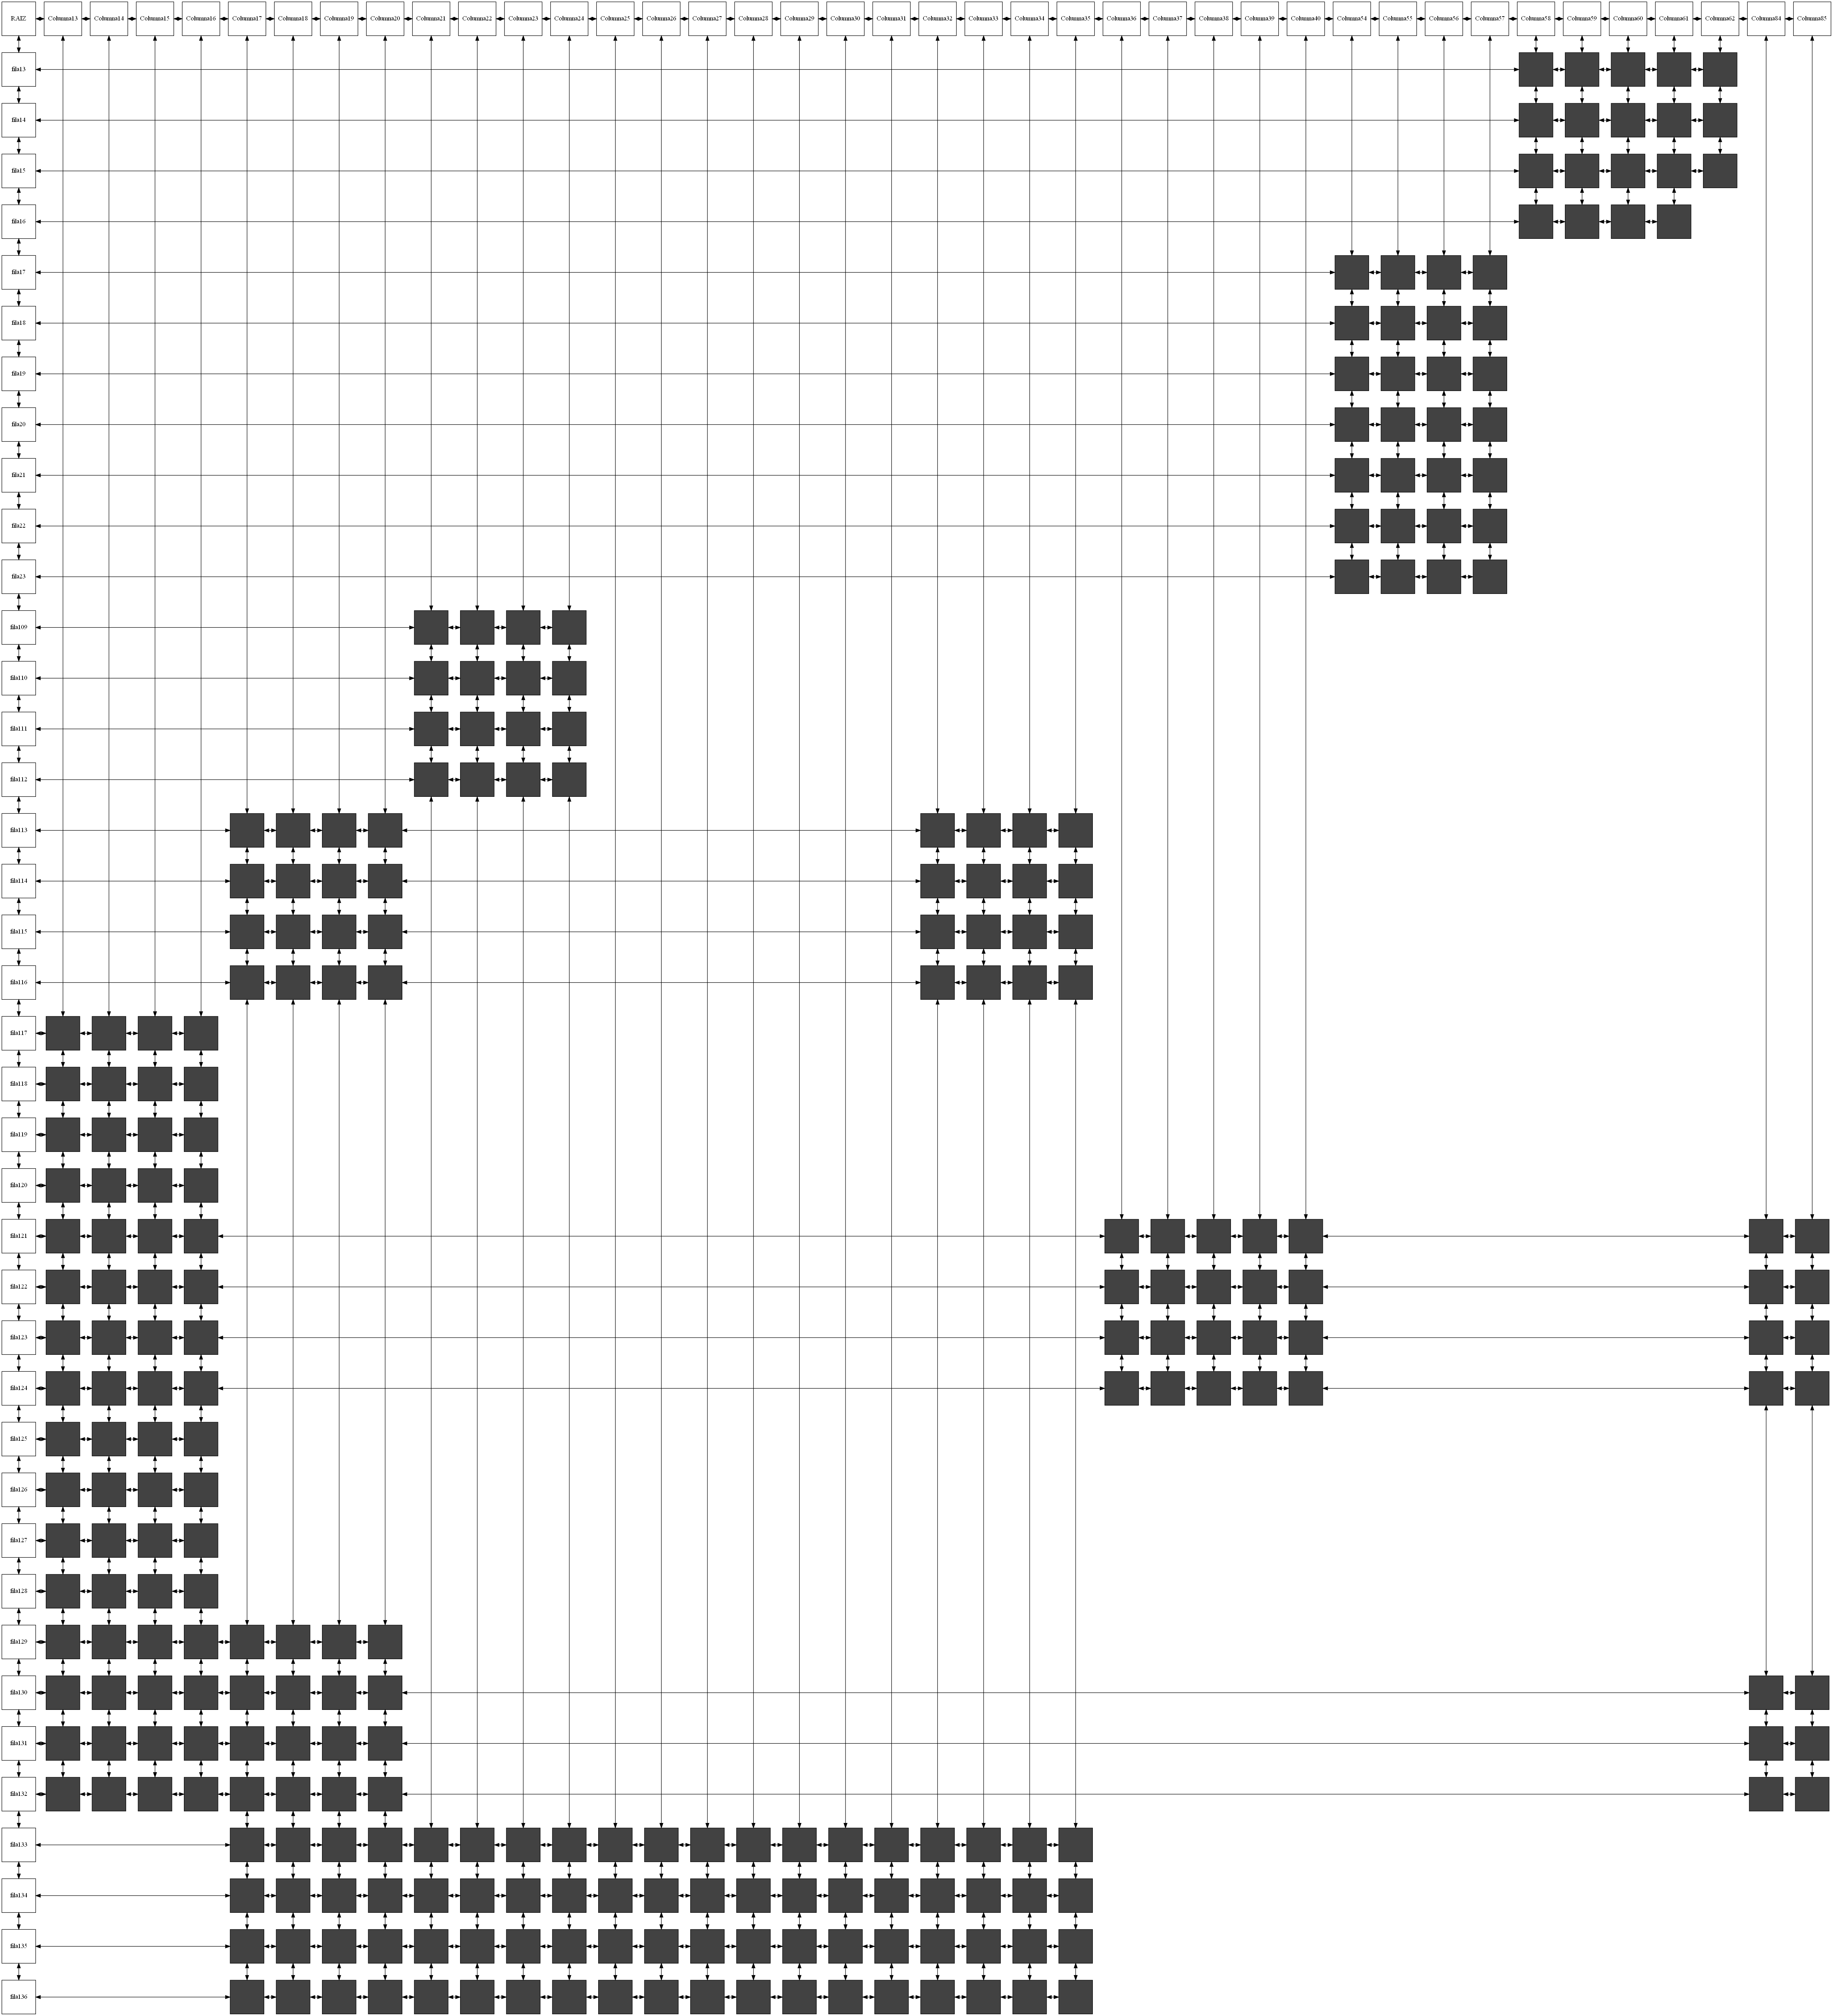 RAIZ Columna13 Columna14 Columna15 Columna16 Columna17 Columna18 Columna19 Columna20 Columna21 Columna22 Columna23 Columna24 Columna25 Columna26 Columna27 Columna28 Columna29 Columna30 Columna31 Columna32 Columna33 Columna34 Columna35 Columna36 Columna37 Columna38 Columna39 Columna40 Columna54 Columna55 Columna56 Columna57 Columna58 Columna59 Columna60 Columna61 Columna62 Columna84 Columna85
fila13
fila14
fila15
fila16
fila17
fila18
fila19
fila20
fila21
fila22
fila23
fila109
fila110
fila111
fila112
fila113
fila114
fila115
fila116
fila117
fila118
fila119
fila120
fila121
fila122
fila123
fila124
fila125
fila126
fila127
fila128
fila129
fila130
fila131
fila132
fila133
fila134
fila135
fila136